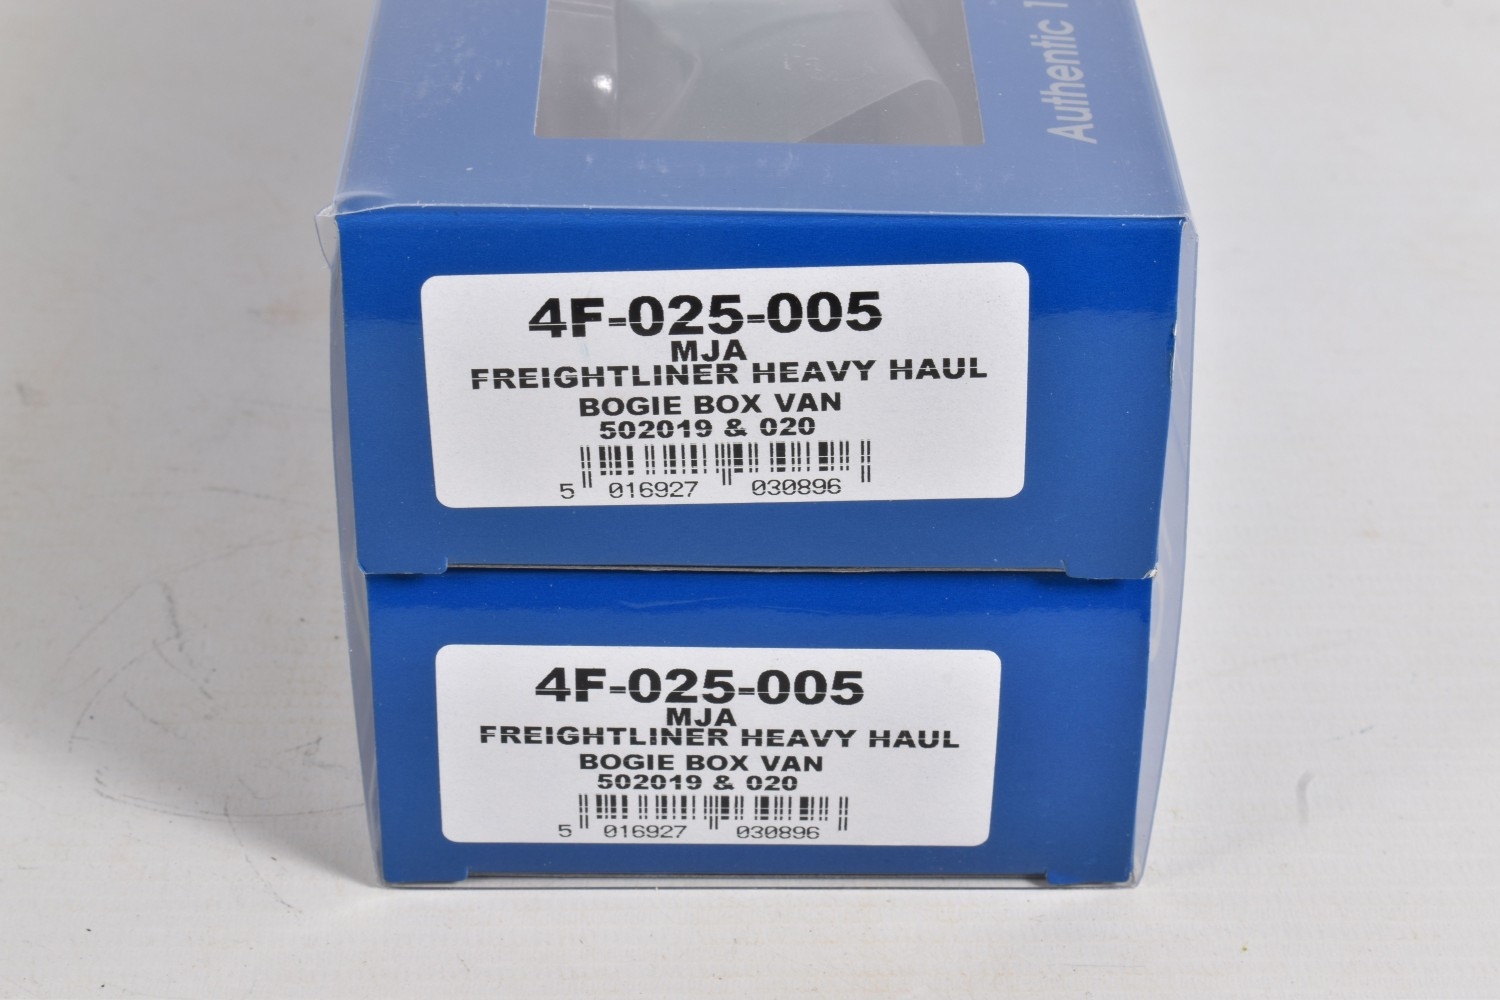 Authentic 1
4F-025-005
MJA
FREIGHTLINER HEAVY HAUL
BOGIE BOX VAN
502019 & 020
5 016927 030896
4F-025-005
MJA
FREIGHTLINER HEAVY HAUL
BOGIE BOX VAN
502019 & 020
5 016927 030896